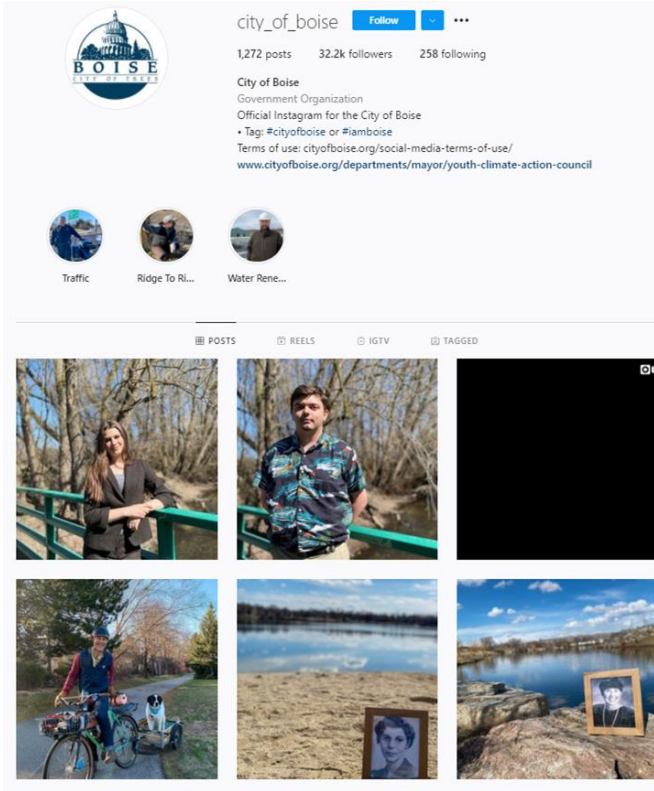 BOISE
CITY OF TREES
city_of_boise Follow
1,272 posts 32.2k followers 258 following
City of Boise
Government Organization
Official Instagram for the City of Boise
• Tag: #cityofboise or #iamboise
Terms of use: cityofboise.org/social-media-terms-of-use/
www.cityofboise.org/departments/mayor/youth-climate-action-council
Traffic Ridge To Ri... Water Rene...
POSTS REELS IGTV TAGGED